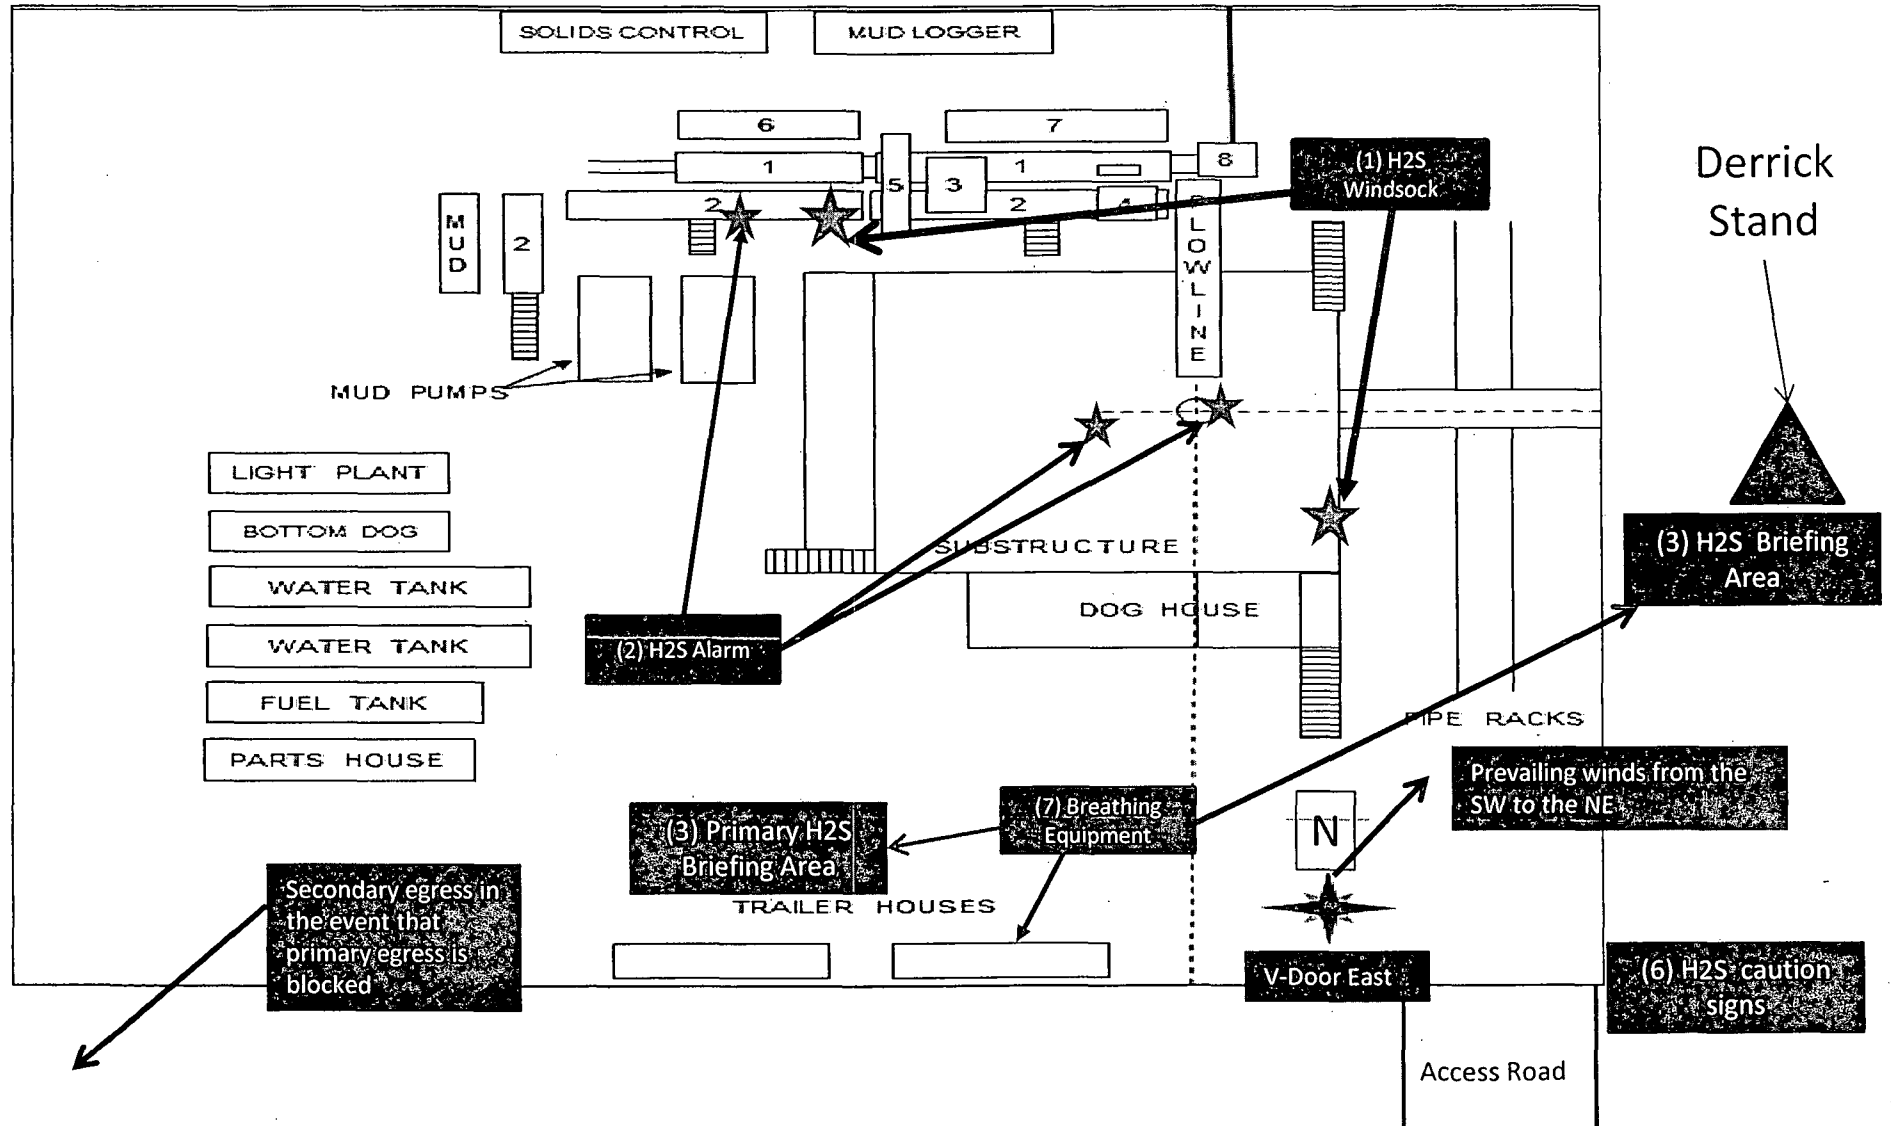 SOLIDS CONTROL
MUD LOGGER
6
7
1
1
8
5
3
2
2
4
MUD
2
FLOWLINE
(1) H2S
Windsock
Derrick
Stand
MUD PUMPS
LIGHT PLANT
BOTTOM DOG
WATER TANK
WATER TANK
FUEL TANK
PARTS HOUSE
SUBSTRUCTURE
DOG HOUSE
(2) H2S Alarm
(3) H2S Briefing
Area
PIPE RACKS
Prevailing winds from the
SW to the NE
(7) Breathing
Equipment
(3) Primary H2S
Briefing Area
N
TRAILER HOUSES
Secondary egress in
the event that
primary egress is
blocked
V-Door East
(6) H2S caution
signs
Access Road